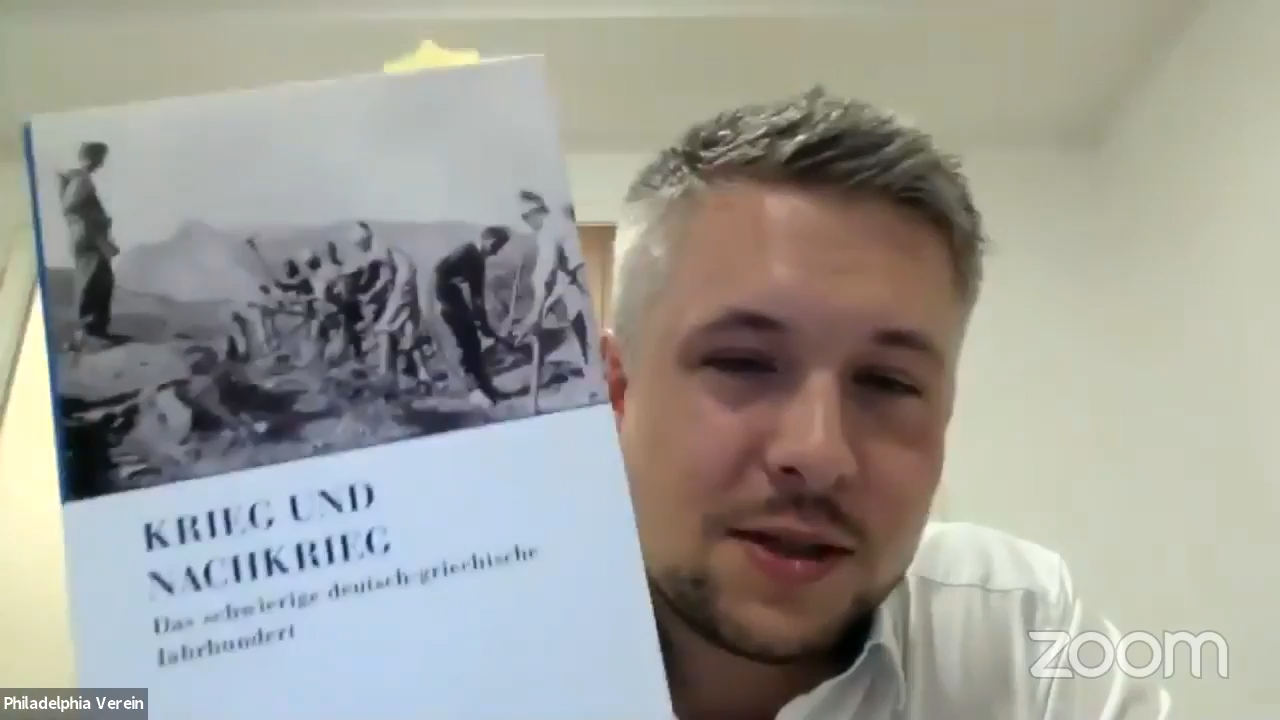 KRIEG UND
NACHKRIEG
Das schwierige deutsch-griechische
Jahrhundert
zoom
Philadelphia Verein